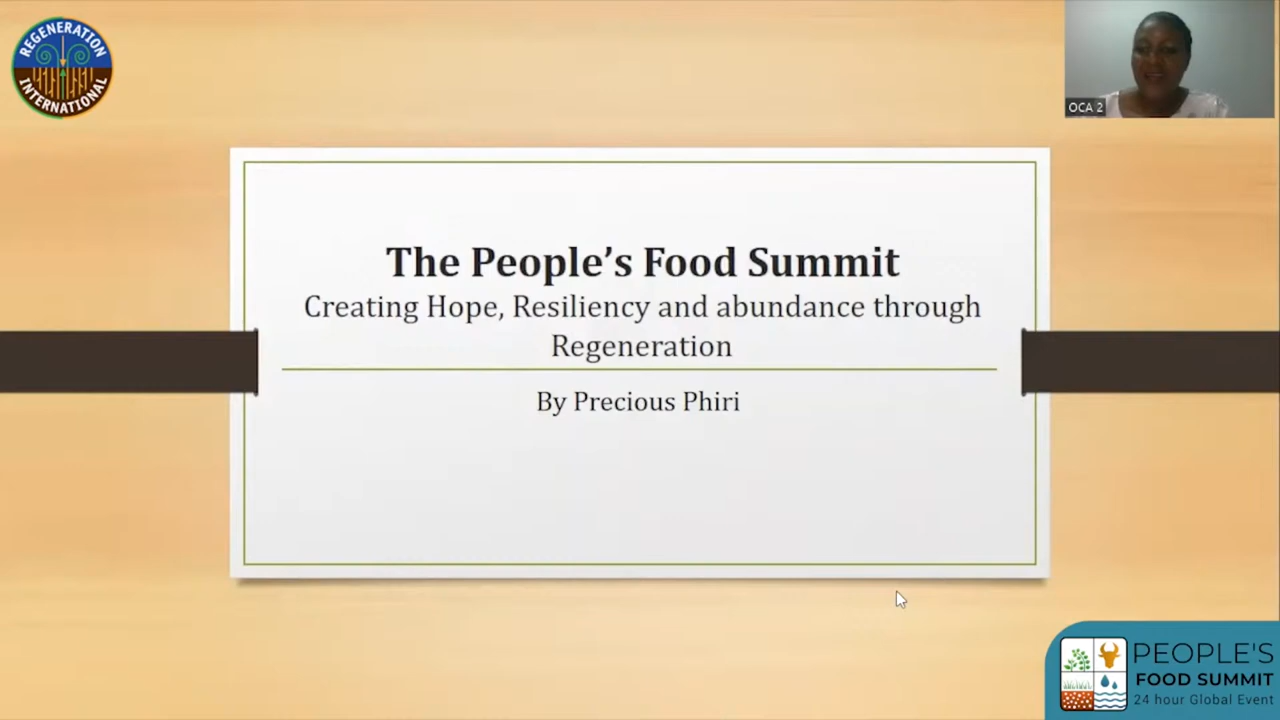 REGENERATION
INTERNATIONAL
OCA 2
The People’s Food Summit
Creating Hope, Resiliency and abundance through
Regeneration
By Precious Phiri
PEOPLE'S
FOOD SUMMIT
24 hour Global Event